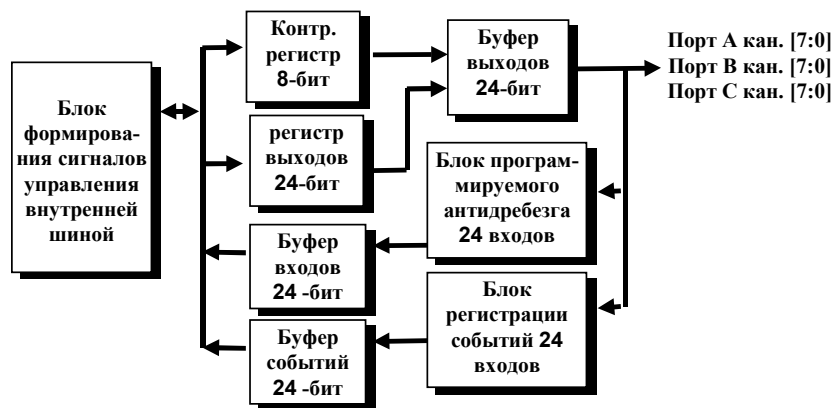 Блок
формирова-
ния сигналов
управления
внутренней
шиной
Контр.
регистр
8-бит
регистр
выходов
24-бит
Буфер
входов
24 -бит
Буфер
событий
24 -бит
Буфер
выходов
24-бит
Блок програм-
мируемого
антидребезга
24 входов
Блок
регистрации
событий 24
входов
Порт А кан. [7:0]
Порт В кан. [7:0]
Порт С кан. [7:0]